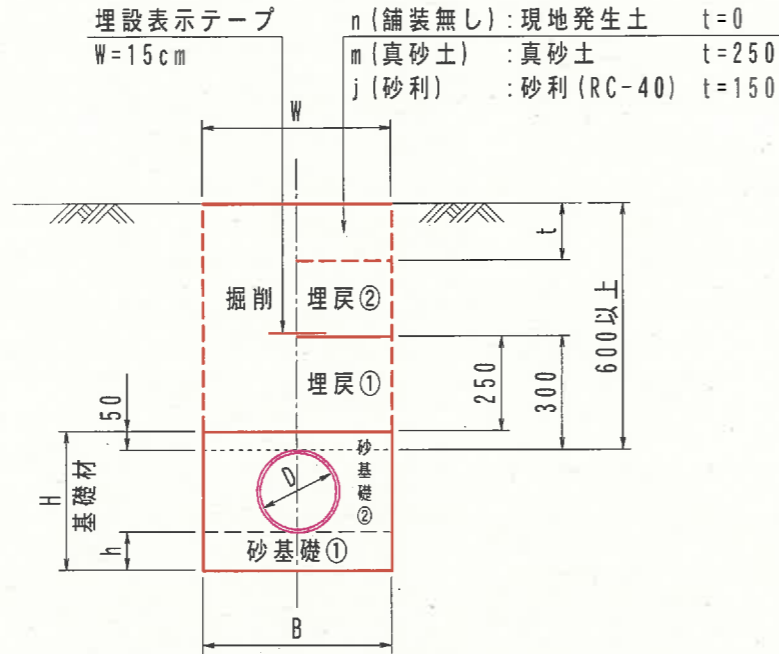 埋設表示テープ
W=15cm
n(舗装無し):現地発生土 t=0
m(真砂土) :真砂土 t=250
j(砂利) :砂利(RC-40) t=150
W
t
掘削
埋戻②
600以上
埋戻①
250
300
50
H
基礎材
D
砂基礎②
h
砂基礎①
B